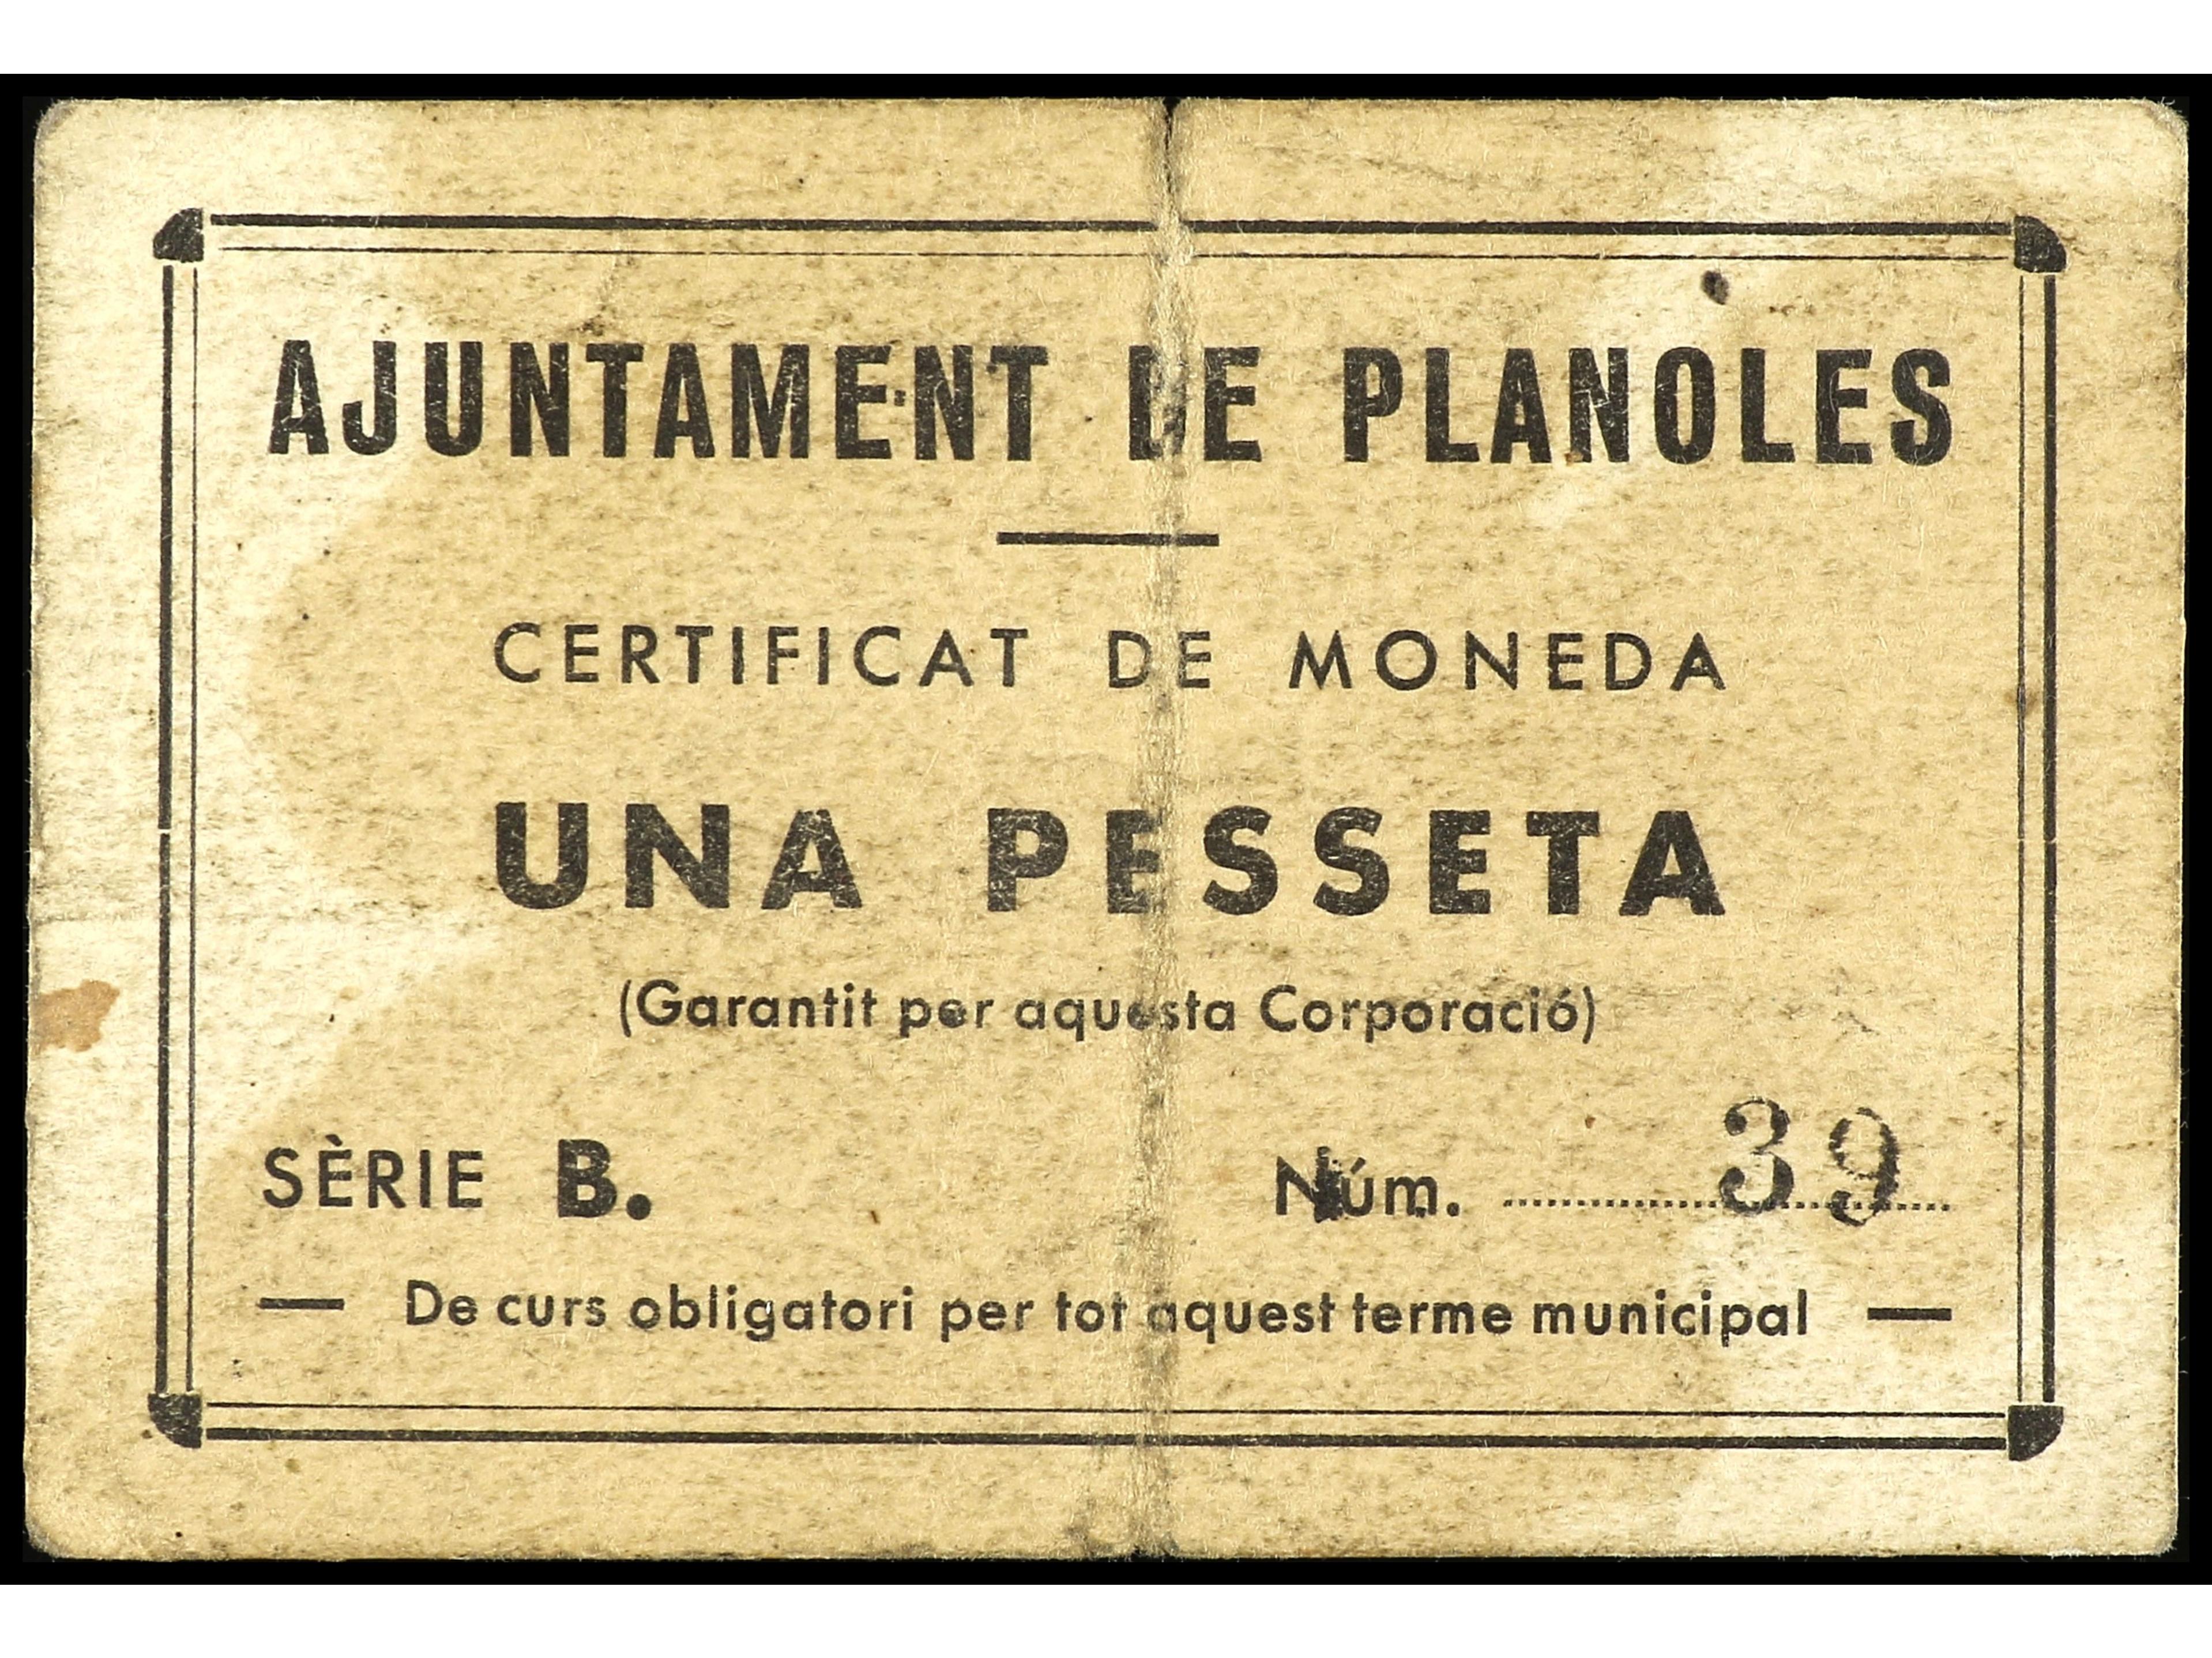 AJUNTAMENT DE PLANOLES
CERTIFICAT DE MONEDA
UNA PESSETA
(Garantit per aquesta Corporació)
SÈRIE B. Núm. 39
— De curs obligatori per tot aquest terme municipal —